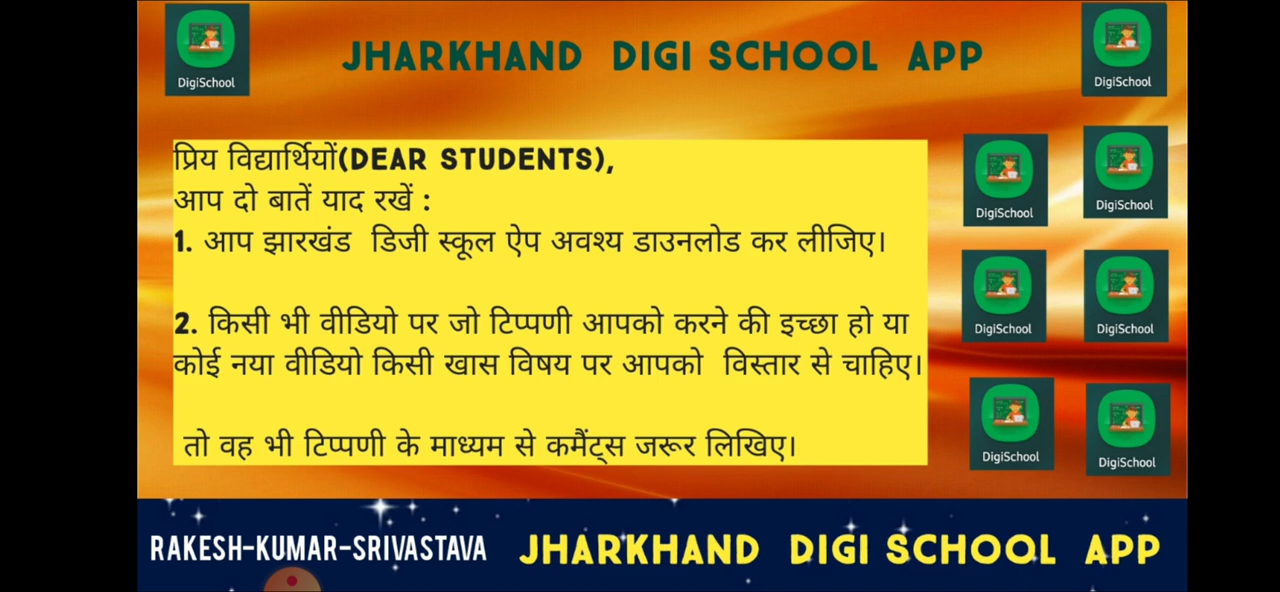 DigiSchool
JHARKHAND DIGI SCHOOL APP
DigiSchool
प्रिय विद्यार्थियों(DEAR STUDENTS),
आप दो बातें याद रखें :
1. आप झारखंड डिजी स्कूल ऐप अवश्य डाउनलोड कर लीजिए।
2. किसी भी वीडियो पर जो टिप्पणी आपको करने की इच्छा हो या
कोई नया वीडियो किसी खास विषय पर आपको विस्तार से चाहिए।
तो वह भी टिप्पणी के माध्यम से कमैंट्स जरूर लिखिए।
DigiSchool
DigiSchool
DigiSchool
DigiSchool
DigiSchool
DigiSchool
RAKESH-KUMAR-SRIVASTAVA
JHARKHAND DIGI SCHOOL APP